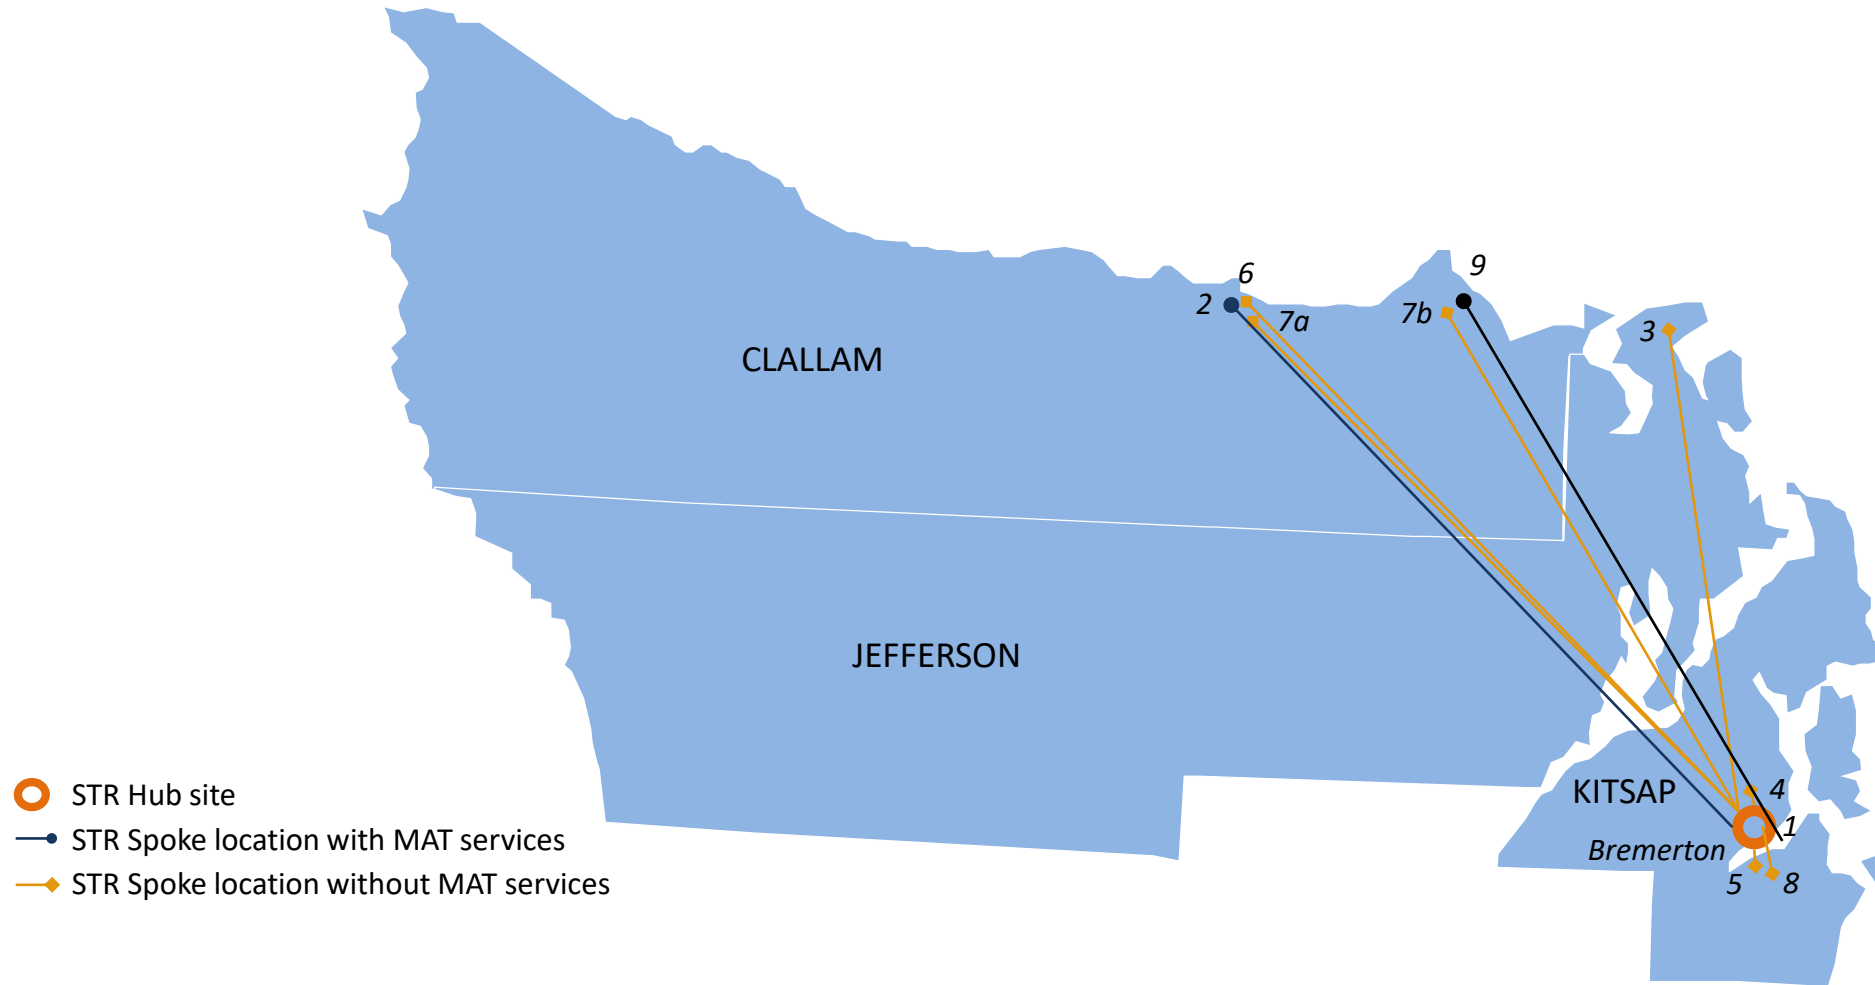 6
9
2
7a
7b
3
CLALLAM
JEFFERSON
KITSAP
4
1
Bremerton
5
8
STR Hub site
STR Spoke location with MAT services
STR Spoke location without MAT services